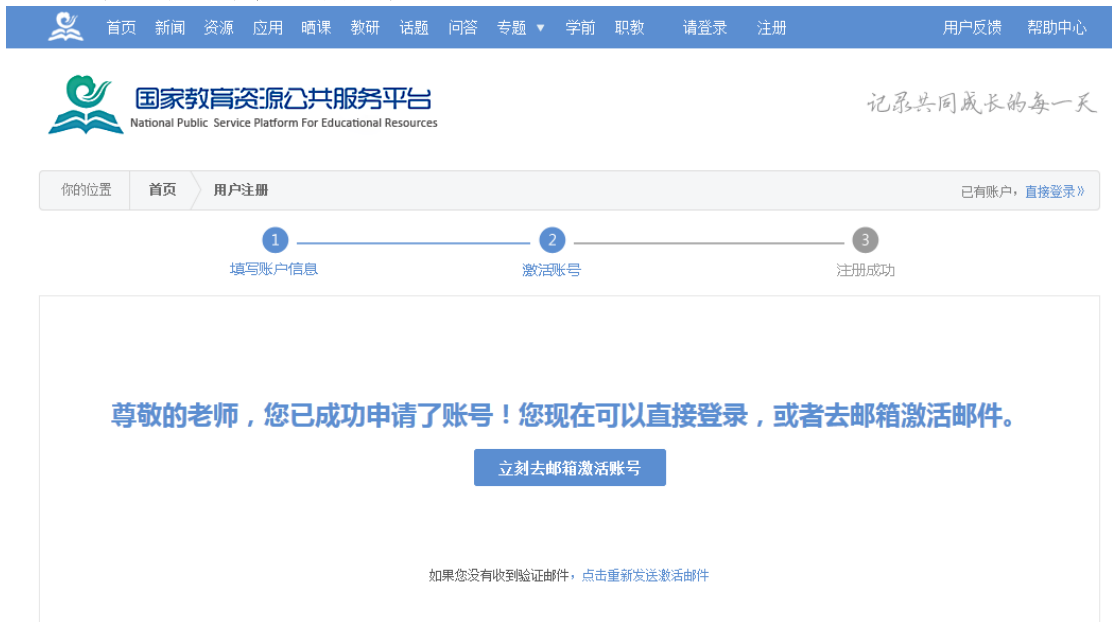 首页 新闻 资源 应用 晒课 教研 话题 问答 专题 ▼ 学前 职教 请登录 注册 用户反馈 帮助中心
国家教育资源公共服务平台
National Public Service Platform For Educational Resources
记录共同成长的每一天
你的位置 首页 用户注册 已有账户，直接登录》
1 2 3
填写账户信息 激活账号 注册成功
尊敬的老师，您已成功申请了账号！您现在可以直接登录，或者去邮箱激活邮件。
立刻去邮箱激活账号
如果您没有收到验证邮件，点击重新发送激活邮件